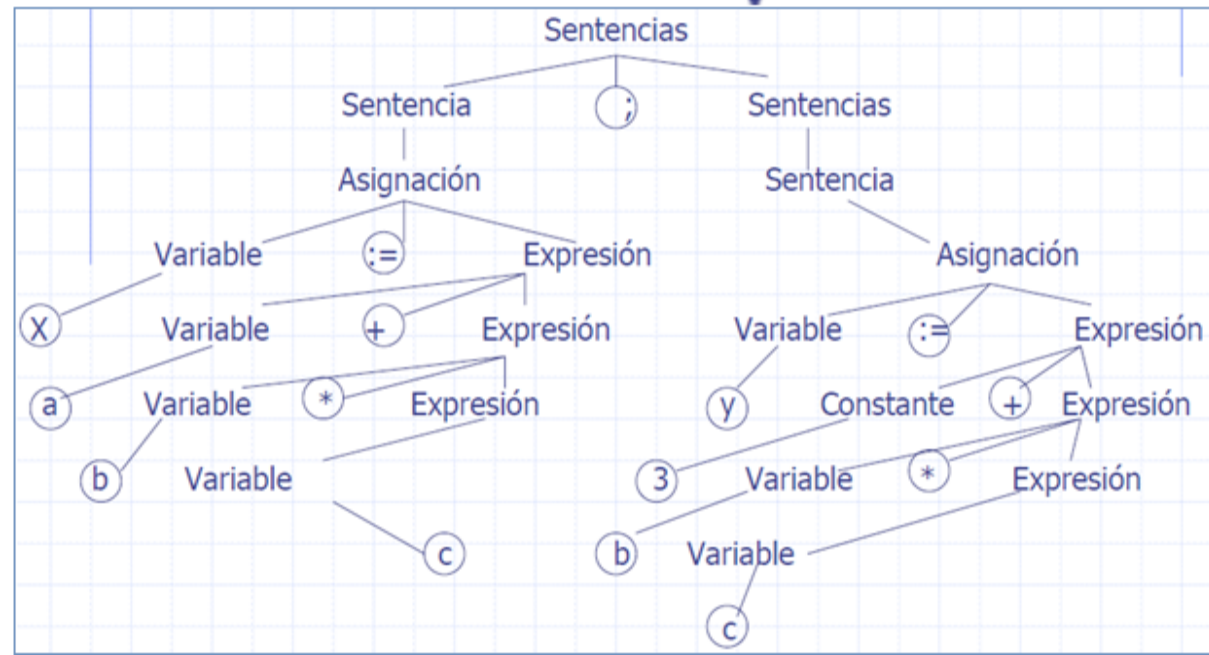 Sentencias
Sentencia ; Sentencias
Asignación Sentencia
Variable := Expresión Asignación
X Variable + Expresión Variable := Expresión
a Variable * Expresión y Constante + Expresión
b Variable 3 Variable * Expresión
c b Variable
c